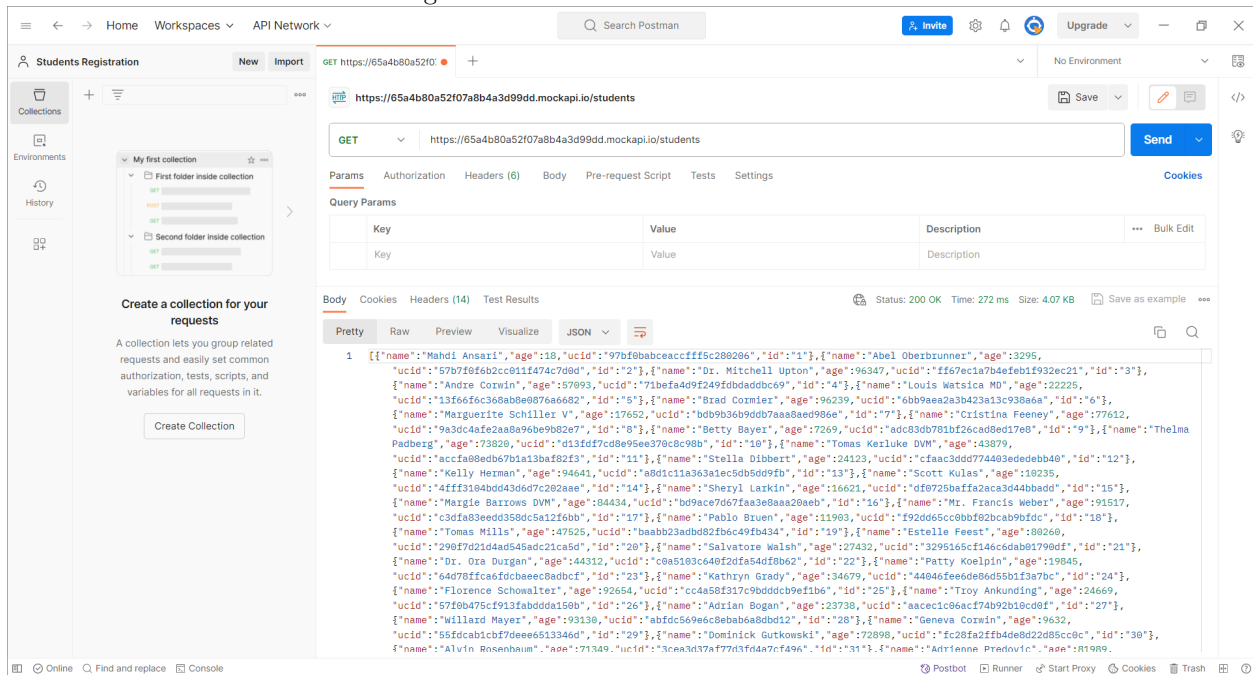 Home Workspaces API Network Search Postman Invite Upgrade
Students Registration New Import GET https://65a4b80a52f0 No Environment
Collections
Environments
History
My first collection
First folder inside collection
GET
POST
GET
Second folder inside collection
GET
GET
Create a collection for your
requests
A collection lets you group related
requests and easily set common
authorization, tests, scripts, and
variables for all requests in it.
Create Collection
HTTP https://65a4b80a52f07a8b4a3d99dd.mockapi.io/students Save
GET https://65a4b80a52f07a8b4a3d99dd.mockapi.io/students Send
Params Authorization Headers (6) Body Pre-request Script Tests Settings Cookies
Query Params
Key Value Description Bulk Edit
Key Value Description
Body Cookies Headers (14) Test Results Status: 200 OK Time: 272 ms Size: 4.07 KB Save as example
Pretty Raw Preview Visualize JSON
1 [{"name":"Mahdi Ansari","age":18,"ucid":"97bf0babceaccfff5c280206","id":"1"},{"name":"Abel Oberbrunner","age":3295,
"ucid":"57b7f0f6b2cc011f474c7d0d","id":"2"},{"name":"Dr. Mitchell Upton","age":96347,"ucid":"ff67ec1a7b4efeb1f932ec21","id":"3"},
{"name":"Andre Corwin","age":57093,"ucid":"71befa4d9f249fdbdaddbc69","id":"4"},{"name":"Louis Watsica MD","age":22225,
"ucid":"13f66f6c368ab8e0876a6682","id":"5"},{"name":"Brad Cormier","age":96239,"ucid":"6bb9aea2a3b423a13c938a6a","id":"6"},
{"name":"Marguerite Schiller V","age":17652,"ucid":"bdb9b36b9ddb7aaa8aed986e","id":"7"},{"name":"Cristina Feeney","age":77612,
"ucid":"9a3dc4afe2aa8a96be9b82e7","id":"8"},{"name":"Betty Bayer","age":7269,"ucid":"adc83db781bf26cad8ed17e8","id":"9"},{"name":"Thelma
Padberg","age":73820,"ucid":"d13fdf7cd8e95ee370c8c98b","id":"10"},{"name":"Tomas Kerluke DVM","age":43879,
"ucid":"accfa08edb67b1a13baf82f3","id":"11"},{"name":"Stella Dibbert","age":24123,"ucid":"cfaac3ddd774403ededebb40","id":"12"},
{"name":"Kelly Herman","age":94641,"ucid":"a8d1c11a363a1ec5db5dd9fb","id":"13"},{"name":"Scott Kulas","age":10235,
"ucid":"4fff3104bdd43d6d7c202aae","id":"14"},{"name":"Sheryl Larkin","age":16621,"ucid":"df0725baffa2aca3d44bbadd","id":"15"},
{"name":"Margie Barrows DVM","age":84434,"ucid":"bd9ace7d67faa3e8aaa20aeb","id":"16"},{"name":"Mr. Francis Weber","age":91517,
"ucid":"c3dfa83eedd358dc5a12f6bb","id":"17"},{"name":"Pablo Bruen","age":11903,"ucid":"f92dd65cc0bbf02bcab9bfdc","id":"18"},
{"name":"Tomas Mills","age":47525,"ucid":"baabb23adbd82fb6c49fb434","id":"19"},{"name":"Estelle Feest","age":80260,
"ucid":"290f7d21d4ad545adc21ca5d","id":"20"},{"name":"Salvatore Walsh","age":27432,"ucid":"3295165cf146c6dab01790df","id":"21"},
{"name":"Dr. Ora Durgan","age":44312,"ucid":"c0a5103c640f2dfa54df8b62","id":"22"},{"name":"Patty Koelpin","age":19845,
"ucid":"64d78ffca6fdcbaeec8adbcf","id":"23"},{"name":"Kathryn Grady","age":34679,"ucid":"44046fee6de86d55b1f3a7bc","id":"24"},
{"name":"Florence Schowalter","age":92654,"ucid":"cc4a58f317c9bdddcb9ef1b6","id":"25"},{"name":"Troy Ankunding","age":24669,
"ucid":"57f0b475cf913fabddda150b","id":"26"},{"name":"Adrian Bogan","age":23738,"ucid":"aacec1c06acf74b92b10cd0f","id":"27"},
{"name":"Willard Mayer","age":93130,"ucid":"abfdc569e6c8ebab6a8dbd12","id":"28"},{"name":"Geneva Corwin","age":9632,
"ucid":"55fdcab1cbf7deee6513346d","id":"29"},{"name":"Dominick Gutkowski","age":72898,"ucid":"fc28fa2ffb4de8d22d85cc0c","id":"30"},
{"name":"Alvin Rosenbaum","age":71349,"ucid":"3cea3d37af77d3fd4a7cf496","id":"31"},{"name":"Adrienne Predovic","age":81989,
Online Find and replace Console Postbot Runner Start Proxy Cookies Trash